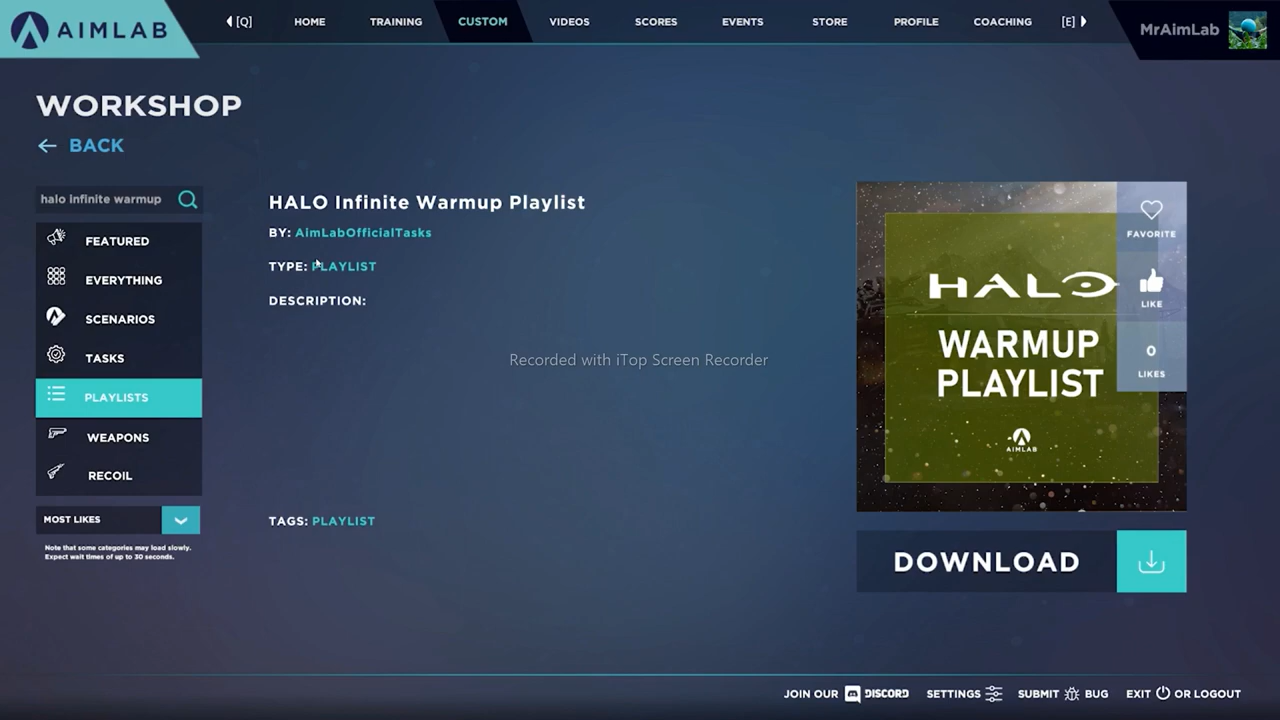 AIMLAB
[Q]
HOME
TRAINING
CUSTOM
VIDEOS
SCORES
EVENTS
STORE
PROFILE
COACHING
[E]
MrAimLab
WORKSHOP
BACK
halo infinite warmup
FEATURED
EVERYTHING
SCENARIOS
TASKS
PLAYLISTS
WEAPONS
RECOIL
MOST LIKES
Note that some categories may load slowly.
Expect wait times of up to 30 seconds.
HALO Infinite Warmup Playlist
BY: AimLabOfficialTasks
TYPE: PLAYLIST
DESCRIPTION:
Recorded with iTop Screen Recorder
TAGS: PLAYLIST
HALO
WARMUP
PLAYLIST
AIMLAB
FAVORITE
LIKE
0
LIKES
DOWNLOAD
JOIN OUR DISCORD
SETTINGS
SUBMIT BUG
EXIT OR LOGOUT